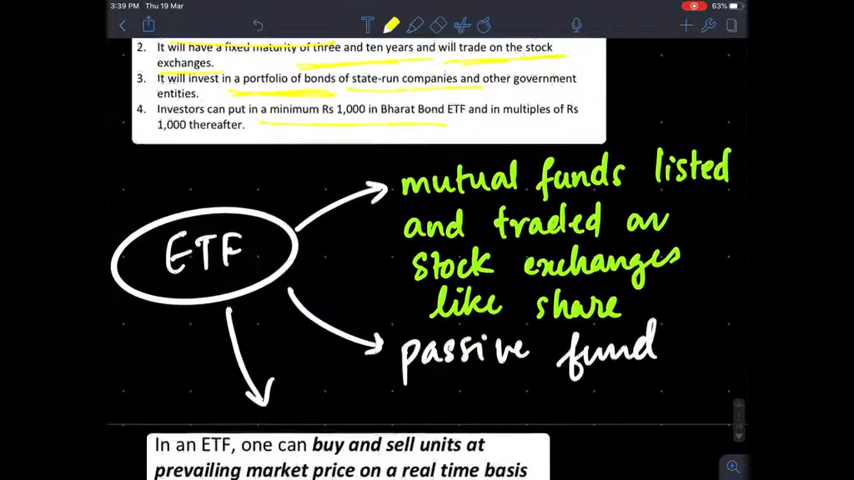 3:39 PM Thu 19 Mar
63%
2. It will have a fixed maturity of three and ten years and will trade on the stock
exchanges.
3. It will invest in a portfolio of bonds of state-run companies and other government
entities.
4. Investors can put in a minimum Rs 1,000 in Bharat Bond ETF and in multiples of Rs
1,000 thereafter.
ETF
mutual funds listed
and traded on
stock exchanges
like share
passive fund
In an ETF, one can buy and sell units at
prevailing market price on a real time basis